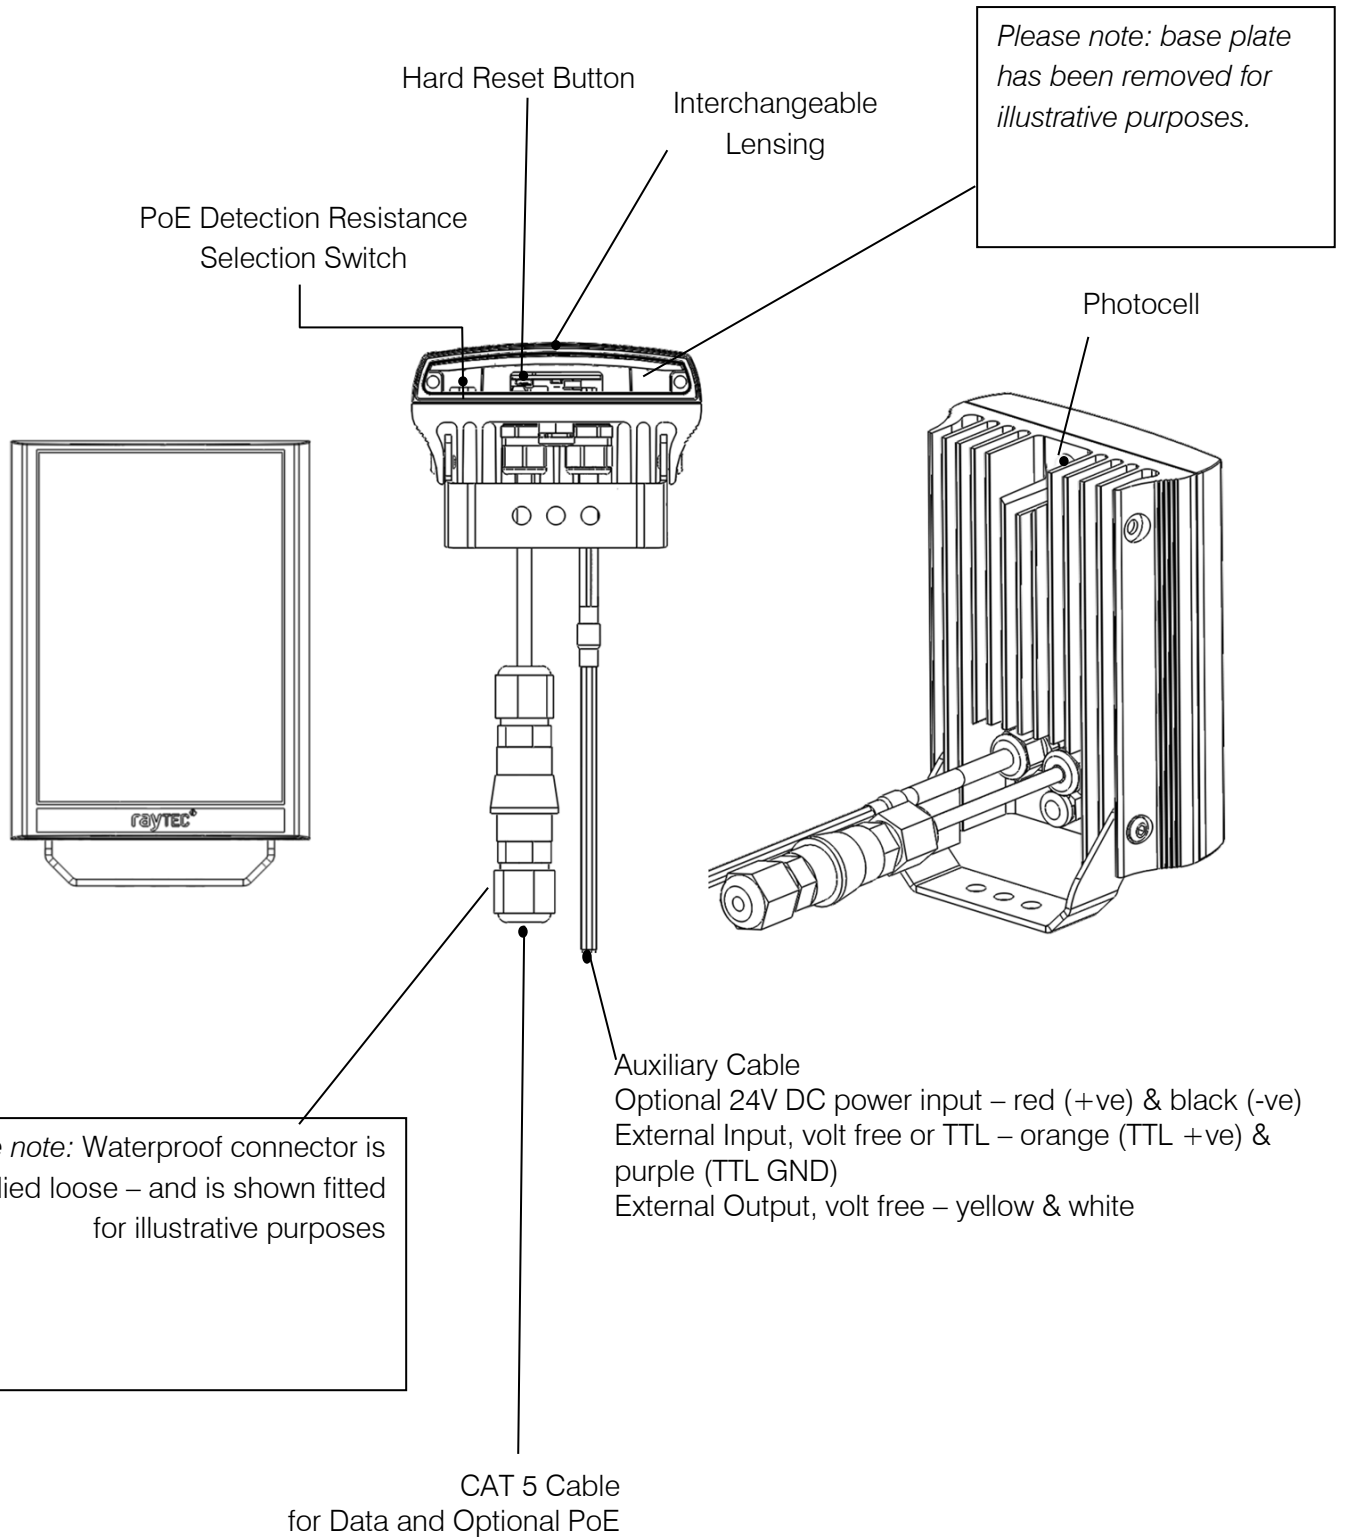 Please note: base plate
has been removed for
illustrative purposes.
Hard Reset Button
Interchangeable
Lensing
PoE Detection Resistance
Selection Switch
Photocell
rayTEC
Auxiliary Cable
Optional 24V DC power input – red (+ve) & black (-ve)
External Input, volt free or TTL – orange (TTL +ve) &
purple (TTL GND)
External Output, volt free – yellow & white
note: Waterproof connector is
loose – and is shown fitted
for illustrative purposes
CAT 5 Cable
for Data and Optional PoE